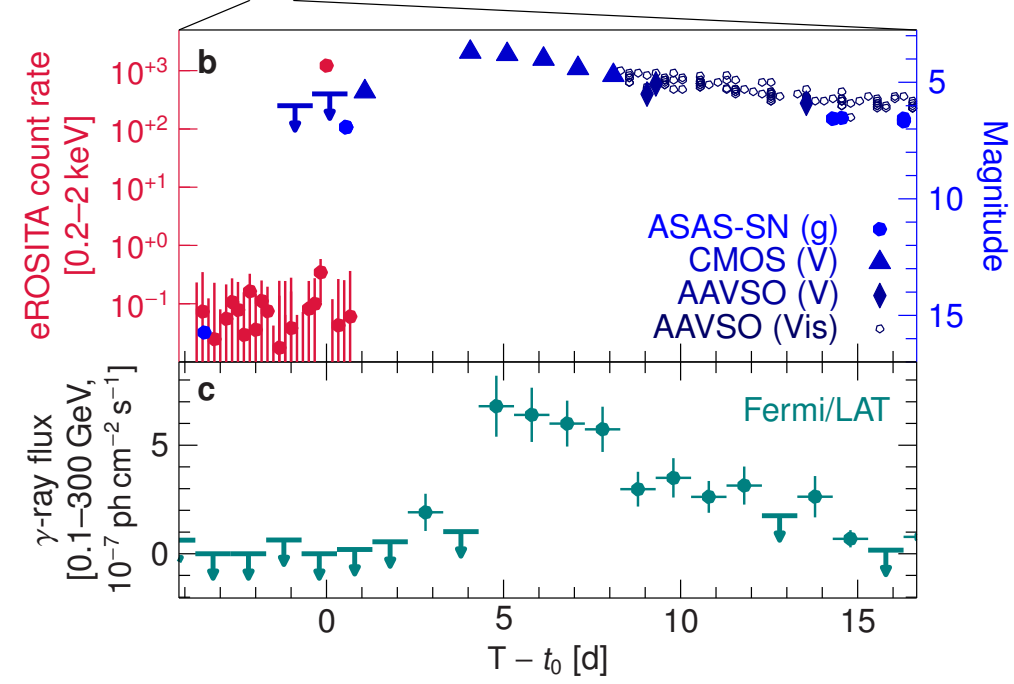 b
eROSITA count rate
[0.2–2 keV]
10⁺³
10⁺²
10⁺¹
10⁺⁰
10⁻¹
5
10
15
Magnitude
ASAS-SN (g)
CMOS (V)
AAVSO (V)
AAVSO (Vis)
c
Fermi/LAT
γ-ray flux
[0.1–300 GeV,
10⁻⁷ ph cm⁻² s⁻¹]
5
0
0
5
10
15
T − t₀ [d]